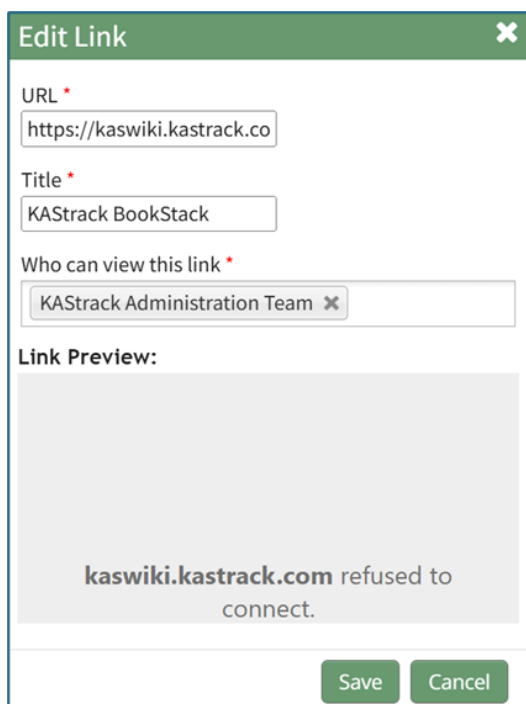 Edit Link ✖
URL *
https://kaswiki.kastrack.co
Title *
KAStrack BookStack
Who can view this link *
KAStrack Administration Team ✖
Link Preview:
kaswiki.kastrack.com refused to
connect.
Save Cancel